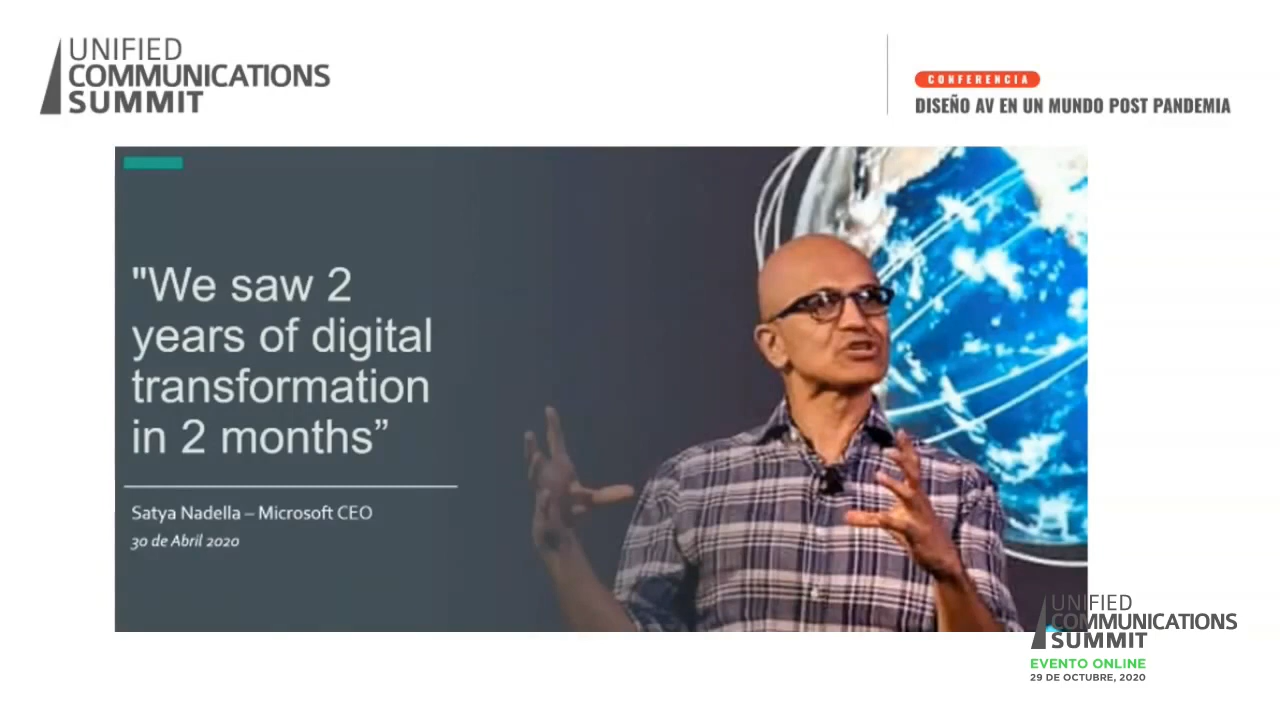 UNIFIED
COMMUNICATIONS
SUMMIT
CONFERENCIA
DISEÑO AV EN UN MUNDO POST PANDEMIA
"We saw 2
years of digital
transformation
in 2 months”
Satya Nadella – Microsoft CEO
30 de Abril 2020
UNIFIED
COMMUNICATIONS
SUMMIT
EVENTO ONLINE
29 DE OCTUBRE, 2020